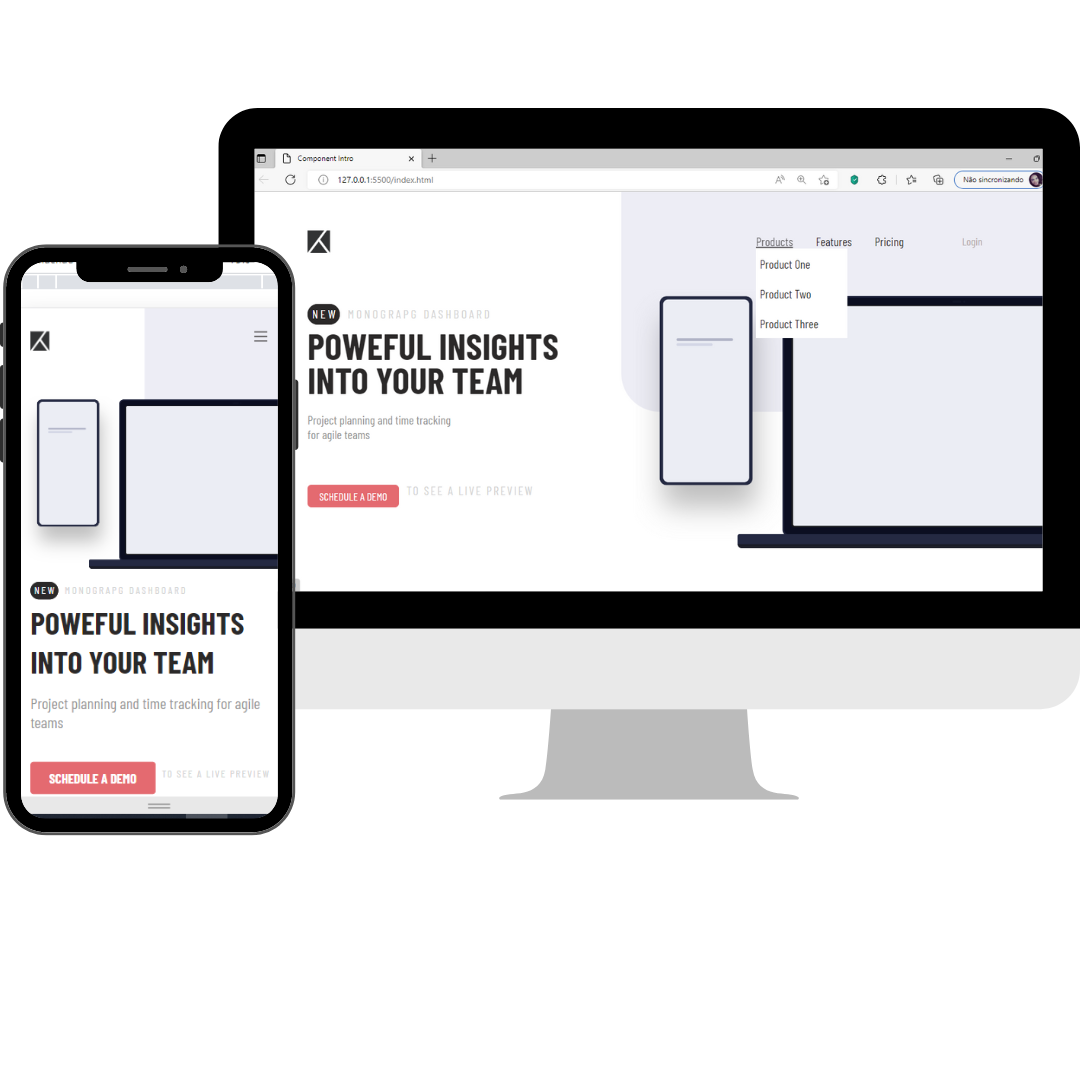 Component Intro
127.0.0.1:5500/index.html
Não sincronizando
Products Features Pricing Login
Product One
Product Two
Product Three
NEW MONOGRAPG DASHBOARD
POWEFUL INSIGHTS
INTO YOUR TEAM
Project planning and time tracking
for agile teams
SCHEDULE A DEMO TO SEE A LIVE PREVIEW
NEW MONOGRAPG DASHBOARD
POWEFUL INSIGHTS
INTO YOUR TEAM
Project planning and time tracking for agile
teams
SCHEDULE A DEMO TO SEE A LIVE PREVIEW